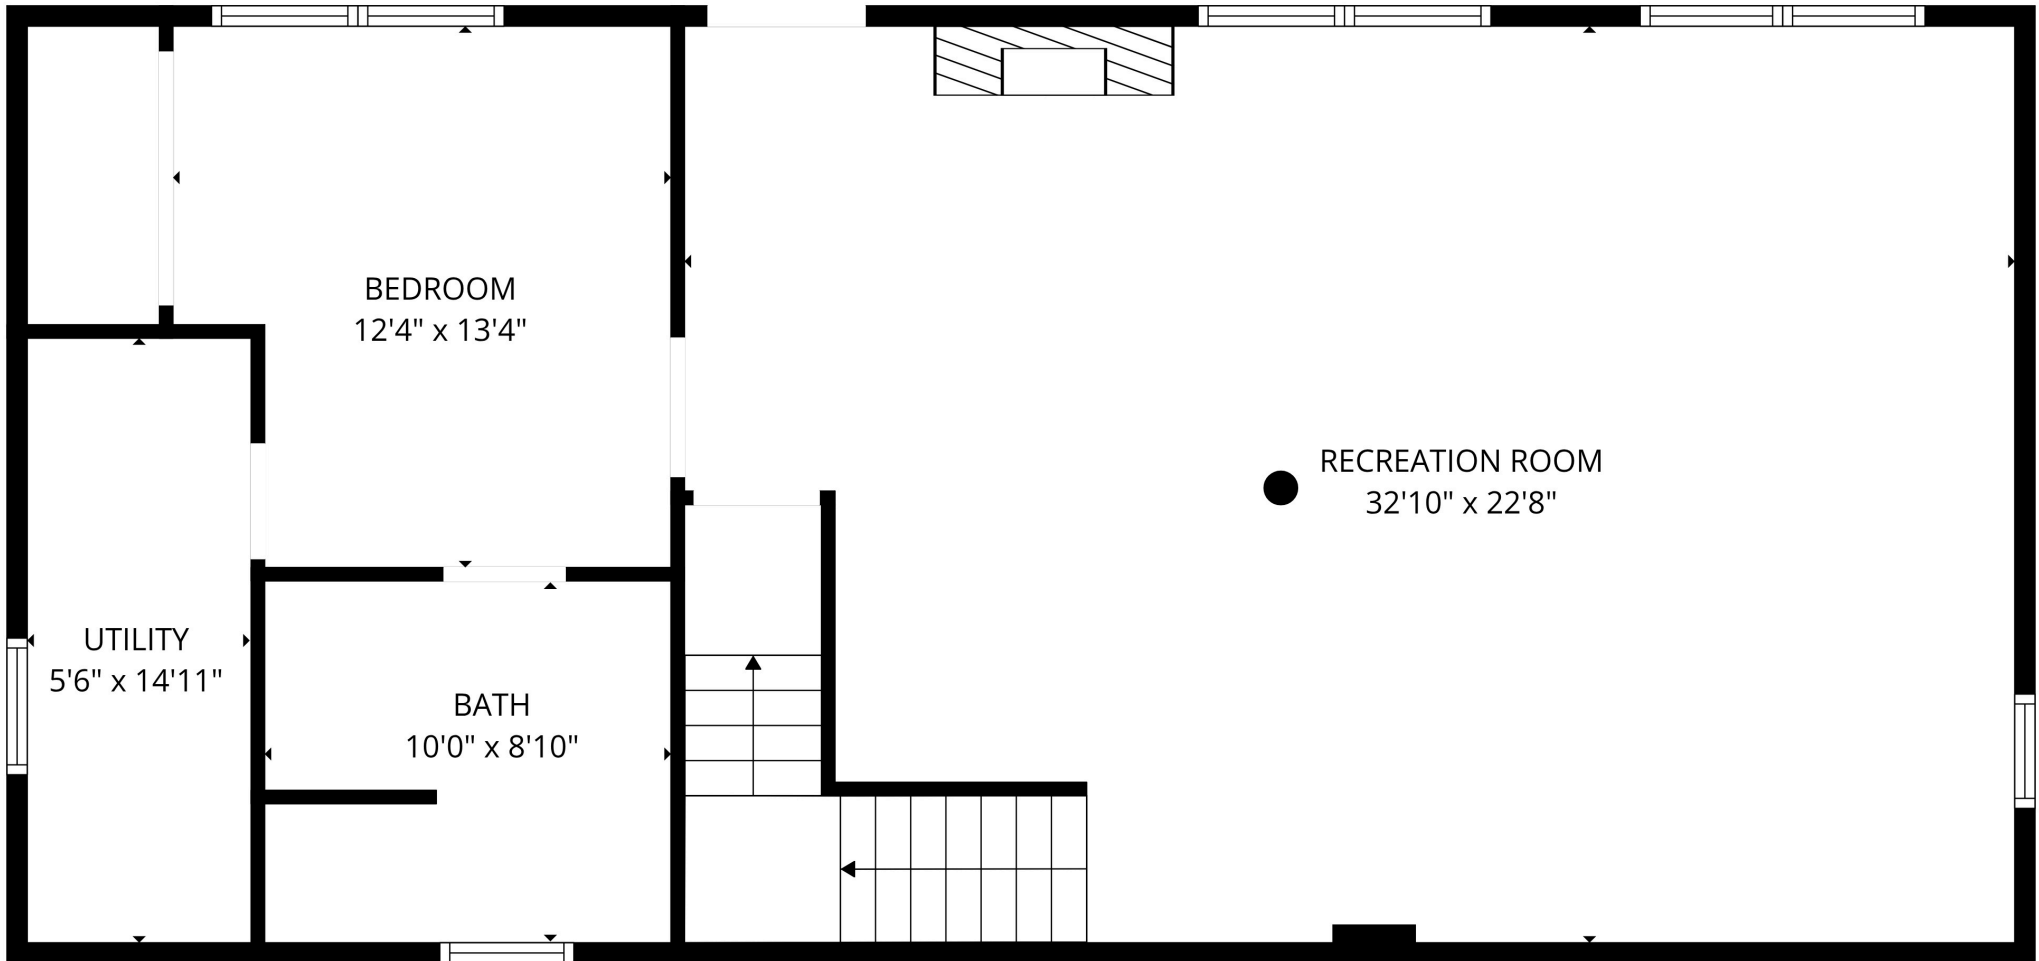 BEDROOM
12'4" x 13'4"
RECREATION ROOM
32'10" x 22'8"
UTILITY
5'6" x 14'11"
BATH
10'0" x 8'10"